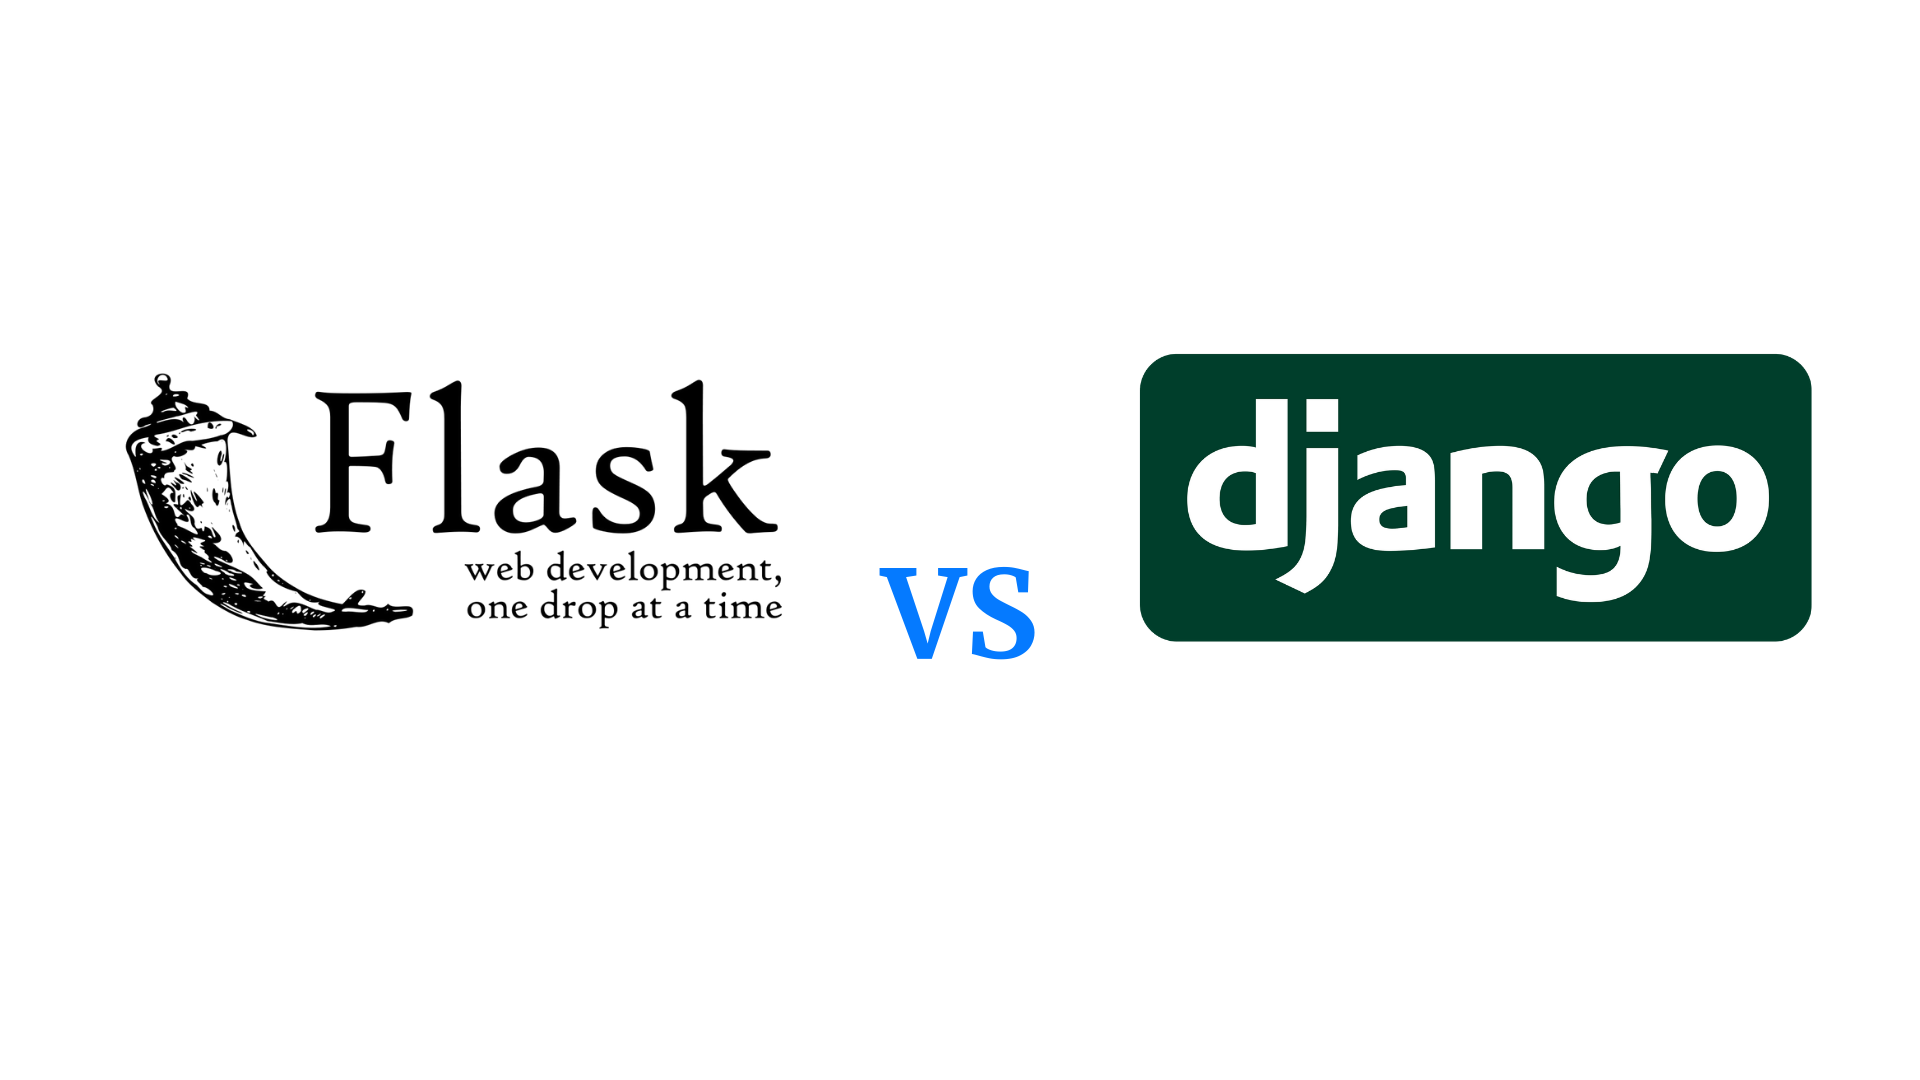 Flask
web development,
one drop at a time
vs
django